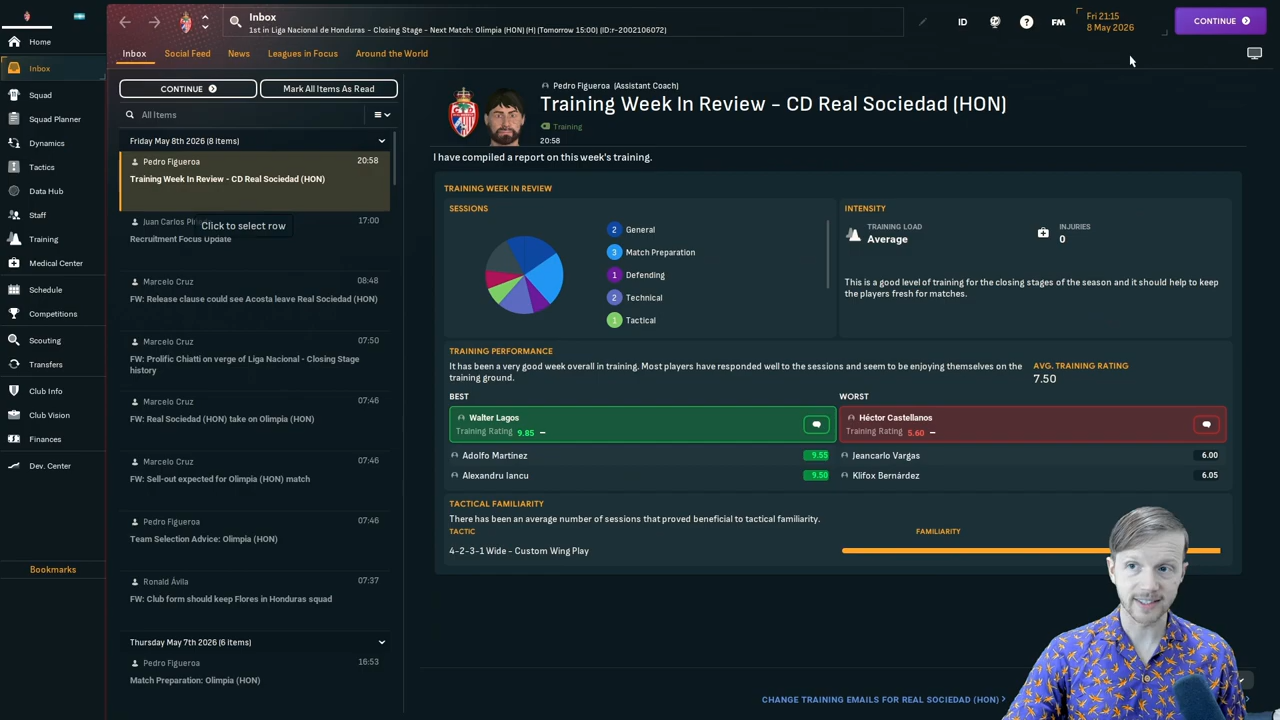 Inbox
1st in Liga Nacional de Honduras - Closing Stage - Next Match: Olimpia (HON) (H) (Tomorrow 15:00) (ID:r-2002106072)
ID
FM
Fri 21:15
8 May 2026
CONTINUE
Home
Inbox
Squad
Squad Planner
Dynamics
Tactics
Data Hub
Staff
Training
Medical Center
Schedule
Competitions
Scouting
Transfers
Club Info
Club Vision
Finances
Dev. Center
Bookmarks
Inbox
Social Feed
News
Leagues in Focus
Around the World
CONTINUE
Mark All Items As Read
All Items
Friday May 8th 2026 (8 Items)
Pedro Figueroa 20:58
Training Week In Review - CD Real Sociedad (HON)
Juan Carlos 17:00
Click to select row
Recruitment Focus Update
Marcelo Cruz 08:48
FW: Release clause could see Acosta leave Real Sociedad (HON)
Marcelo Cruz 07:50
FW: Prolific Chiatti on verge of Liga Nacional - Closing Stage
history
Marcelo Cruz 07:46
FW: Real Sociedad (HON) take on Olimpia (HON)
Marcelo Cruz 07:46
FW: Sell-out expected for Olimpia (HON) match
Pedro Figueroa 07:46
Team Selection Advice: Olimpia (HON)
Ronald Ávila 07:37
FW: Club form should keep Flores in Honduras squad
Thursday May 7th 2026 (6 items)
Pedro Figueroa 16:53
Match Preparation: Olimpia (HON)
Pedro Figueroa (Assistant Coach)
Training Week In Review - CD Real Sociedad (HON)
Training
20:58
I have compiled a report on this week's training.
TRAINING WEEK IN REVIEW
SESSIONS
2 General
3 Match Preparation
1 Defending
2 Technical
1 Tactical
INTENSITY
TRAINING LOAD
Average
INJURIES
0
This is a good level of training for the closing stages of the season and it should help to keep
the players fresh for matches.
TRAINING PERFORMANCE
It has been a very good week overall in training. Most players have responded well to the sessions and seem to be enjoying themselves on the
training ground.
AVG. TRAINING RATING
7.50
BEST
Walter Lagos
Training Rating 9.85 –
Adolfo Martinez 9.55
Alexandru Iancu 9.50
WORST
Héctor Castellanos
Training Rating 5.60 –
Jeancarlo Vargas 6.00
Klifox Bernárdez 6.05
TACTICAL FAMILIARITY
There has been an average number of sessions that proved beneficial to tactical familiarity.
TACTIC FAMILIARITY
4-2-3-1 Wide - Custom Wing Play
CHANGE TRAINING EMAILS FOR REAL SOCIEDAD (HON)